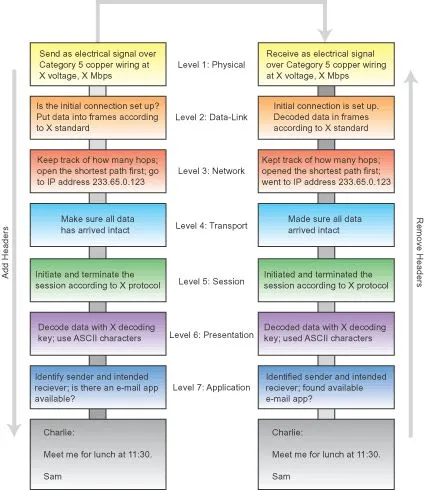 Send as electrical signal over
Category 5 copper wiring at
X voltage, X Mbps
Level 1: Physical
Receive as electrical signal
over Category 5 copper wiring
at X voltage, X Mbps
Is the initial connection set up?
Put data into frames according
to X standard
Level 2: Data-Link
Initial connection is set up.
Decoded data in frames
according to X standard
Keep track of how many hops;
open the shortest path first; go
to IP address 233.65.0.123
Level 3: Network
Kept track of how many hops;
opened the shortest path first;
went to IP address 233.65.0.123
Make sure all data
has arrived intact
Level 4: Transport
Made sure all data
arrived intact
Initiate and terminate the
session according to X protocol
Level 5: Session
Initiated and terminated the
session according to X protocol
Decode data with X decoding
key; use ASCII characters
Level 6: Presentation
Decoded data with X decoding
key; used ASCII characters
Identify sender and intended
reciever; is there an e-mail app
available?
Level 7: Application
Identified sender and intended
reciever; found available
e-mail app?
Charlie:
Meet me for lunch at 11:30.
Sam
Charlie:
Meet me for lunch at 11:30.
Sam
Add Headers
Remove Headers